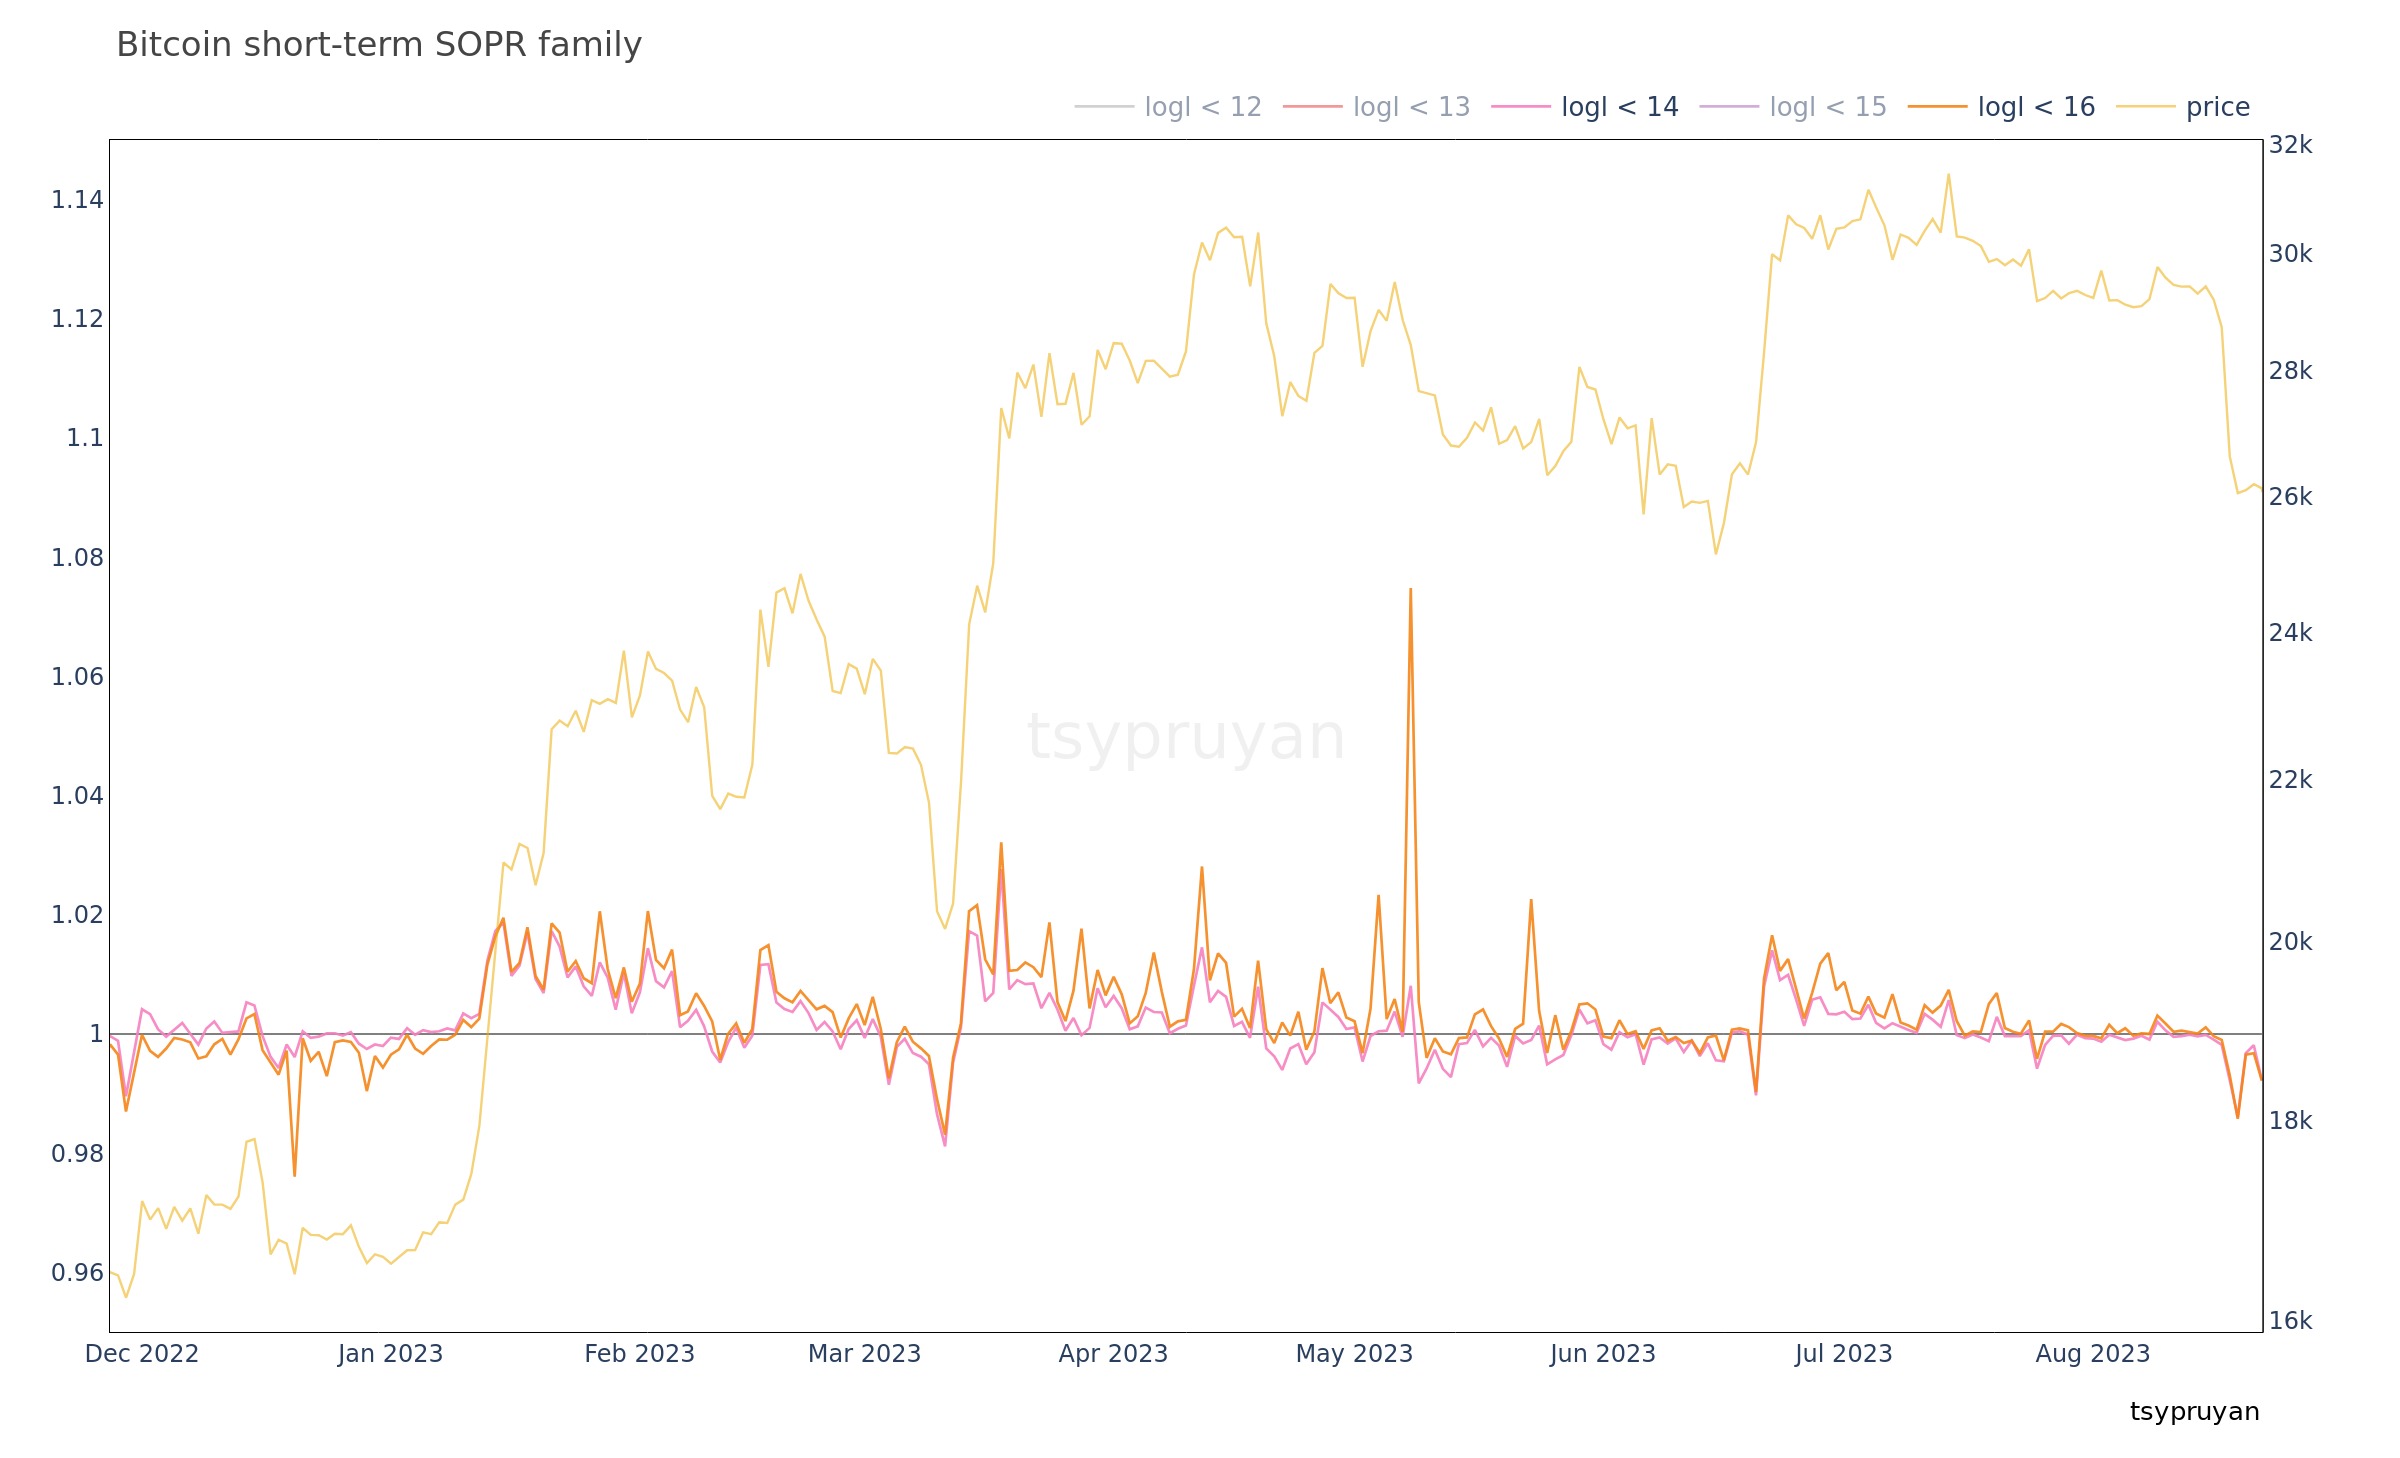 Bitcoin short-term SOPR family
logl < 12 logl < 13 logl < 14 logl < 15 logl < 16 price
32k
1.14
30k
1.12
28k
1.1
26k
1.08
24k
1.06
tsypruyan
22k
1.04
20k
1.02
1
18k
0.98
0.96
16k
Dec 2022 Jan 2023 Feb 2023 Mar 2023 Apr 2023 May 2023 Jun 2023 Jul 2023 Aug 2023
tsypruyan